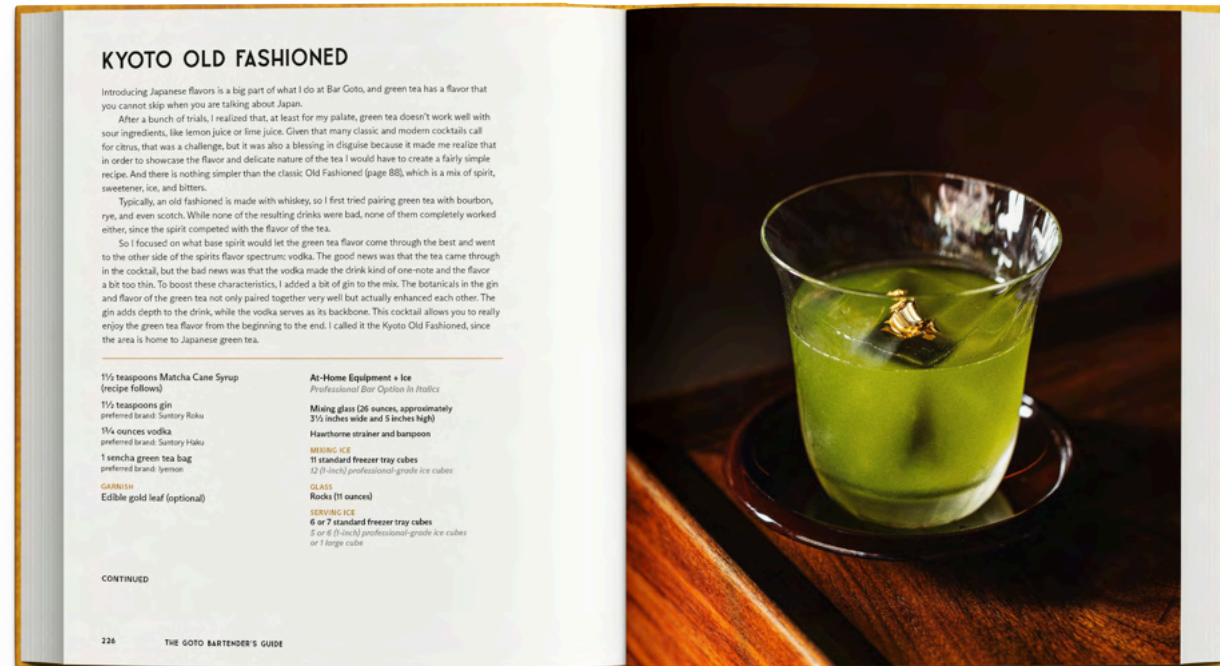 KYOTO OLD FASHIONED
Introducing Japanese flavors is a big part of what I do at Bar Goto, and green tea has a flavor that
you cannot skip when you are talking about Japan.
After a bunch of trials, I realized that, at least for my palate, green tea doesn't work well with
sour ingredients, like lemon juice or lime juice. Given that many classic and modern cocktails call
for citrus, that was a challenge, but it was also a blessing in disguise because it made me realize that
in order to showcase the flavor and delicate nature of the tea I would have to create a fairly simple
recipe. And there is nothing simpler than the classic Old Fashioned (page 88), which is a mix of spirit,
sweetener, ice, and bitters.
Typically, an old fashioned is made with whiskey, so I first tried pairing green tea with bourbon,
rye, and even scotch. While none of the resulting drinks were bad, none of them completely worked
either, since the spirit competed with the flavor of the tea.
So I focused on what base spirit would let the green tea flavor come through the best and went
to the other side of the spirits flavor spectrum: vodka. The good news was that the tea came through
in the cocktail, but the bad news was that the vodka made the drink kind of one-note and the flavor
a bit too thin. To boost these characteristics, I added a bit of gin to the mix. The botanicals in the gin
and flavor of the green tea not only paired together very well but actually enhanced each other. The
gin adds depth to the drink, while the vodka serves as its backbone. This cocktail allows you to really
enjoy the green tea flavor from the beginning to the end. I called it the Kyoto Old Fashioned, since
the area is home to Japanese green tea.
1½ teaspoons Matcha Cane Syrup
(recipe follows)
1½ teaspoons gin
preferred brand: Suntory Roku
1¾ ounces vodka
preferred brand: Suntory Haku
1 sencha green tea bag
preferred brand: Iyemon
GARNISH
Edible gold leaf (optional)
At-Home Equipment + Ice
Professional Bar Option in Italics
Mixing glass (26 ounces, approximately
3½ inches wide and 5 inches high)
Hawthorne strainer and barspoon
MIXING ICE
11 standard freezer tray cubes
12 (1-inch) professional-grade ice cubes
GLASS
Rocks (11 ounces)
SERVING ICE
6 or 7 standard freezer tray cubes
5 or 6 (1-inch) professional-grade ice cubes
or 1 large cube
CONTINUED
226 THE GOTO BARTENDER'S GUIDE